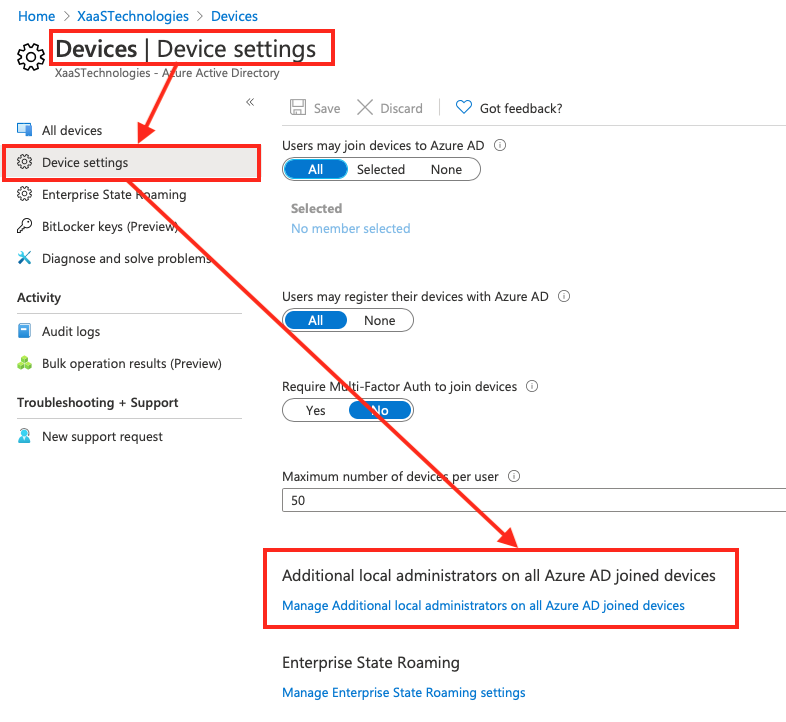 Home > XaaSTechnologies > Devices
Devices | Device settings
XaaSTechnologies - Azure Active Directory
«
All devices
Device settings
Enterprise State Roaming
BitLocker keys (Preview)
Diagnose and solve problems
Activity
Audit logs
Bulk operation results (Preview)
Troubleshooting + Support
New support request
Save Discard Got feedback?
Users may join devices to Azure AD
All Selected None
Selected
No member selected
Users may register their devices with Azure AD
All None
Require Multi-Factor Auth to join devices
Yes No
Maximum number of devices per user
50
Additional local administrators on all Azure AD joined devices
Manage Additional local administrators on all Azure AD joined devices
Enterprise State Roaming
Manage Enterprise State Roaming settings